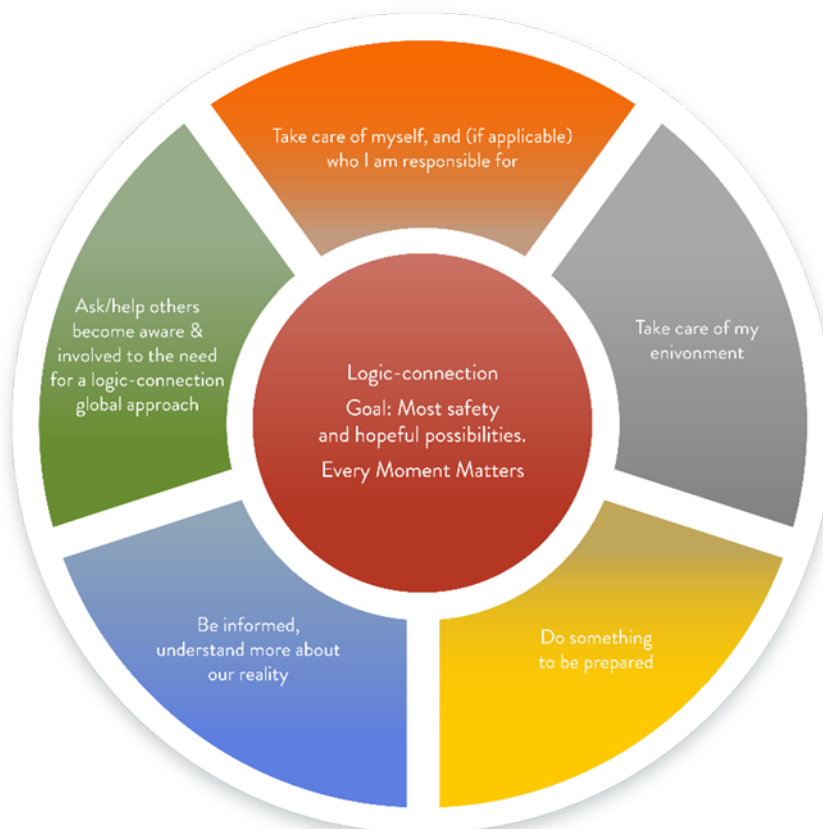 Take care of myself, and (if applicable)
who I am responsible for
Take care of my
enivonment
Do something
to be prepared
Be informed,
understand more about
our reality
Ask/help others
become aware &
involved to the need
for a logic-connection
global approach
Logic-connection
Goal: Most safety
and hopeful possibilities.
Every Moment Matters